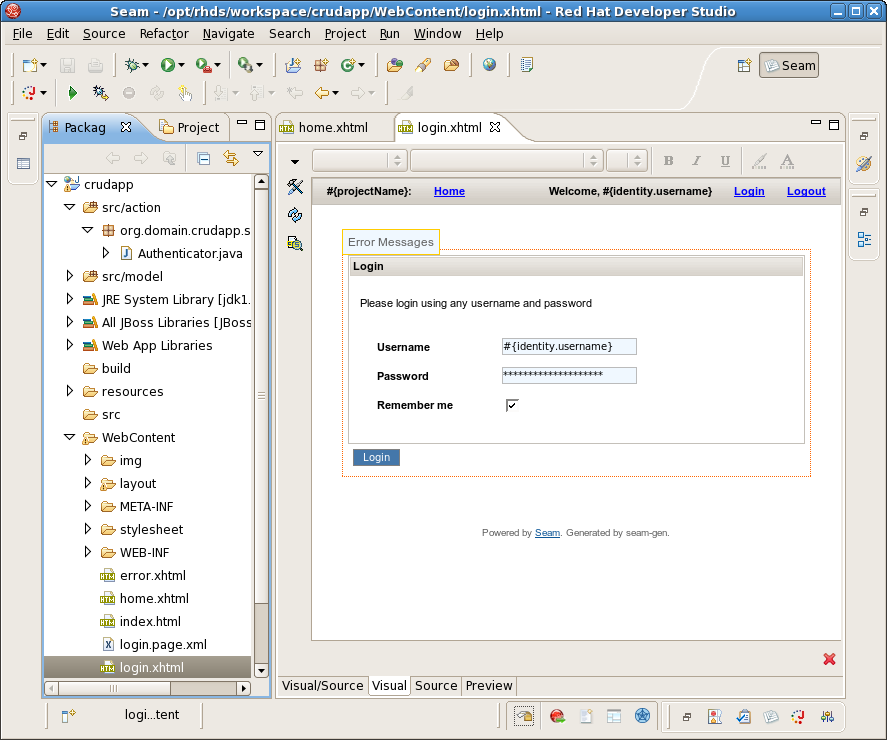 Seam - /opt/rhds/workspace/crudapp/WebContent/login.xhtml - Red Hat Developer Studio
File Edit Source Refactor Navigate Search Project Run Window Help
Seam
Packag
Project
home.xhtml
login.xhtml
B I U A
crudapp
src/action
org.domain.crudapp.s
Authenticator.java
src/model
JRE System Library [jdk1.
All JBoss Libraries [JBoss
Web App Libraries
build
resources
src
WebContent
img
layout
META-INF
stylesheet
WEB-INF
error.xhtml
home.xhtml
index.html
login.page.xml
login.xhtml
#{projectName}: Home Welcome, #{identity.username} Login Logout
Error Messages
Login
Please login using any username and password
Username #{identity.username}
Password ********************
Remember me
Login
Powered by Seam. Generated by seam-gen.
Visual/Source Visual Source Preview
logi...tent